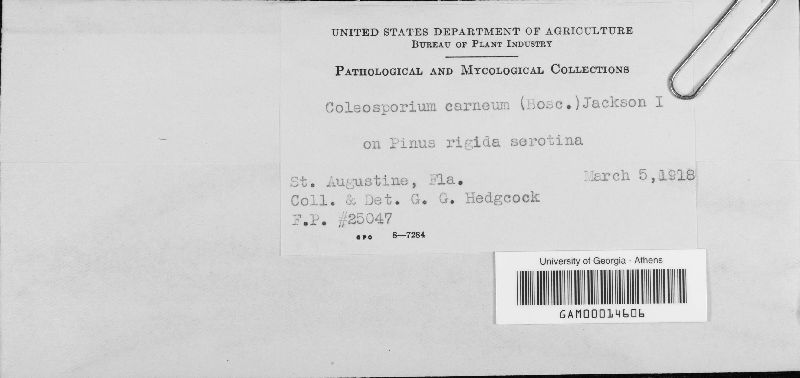 UNITED STATES DEPARTMENT OF AGRICULTURE
BUREAU OF PLANT INDUSTRY
PATHOLOGICAL AND MYCOLOGICAL COLLECTIONS
Coleosporium carneum (Bosc.)Jackson I
on Pinus rigida serotina
St. Augustine, Fla. March 5,1918
Coll. & Det. G. G. Hedgcock
F.P. #25047
GPO 8—7284
University of Georgia - Athens
GAM00014606